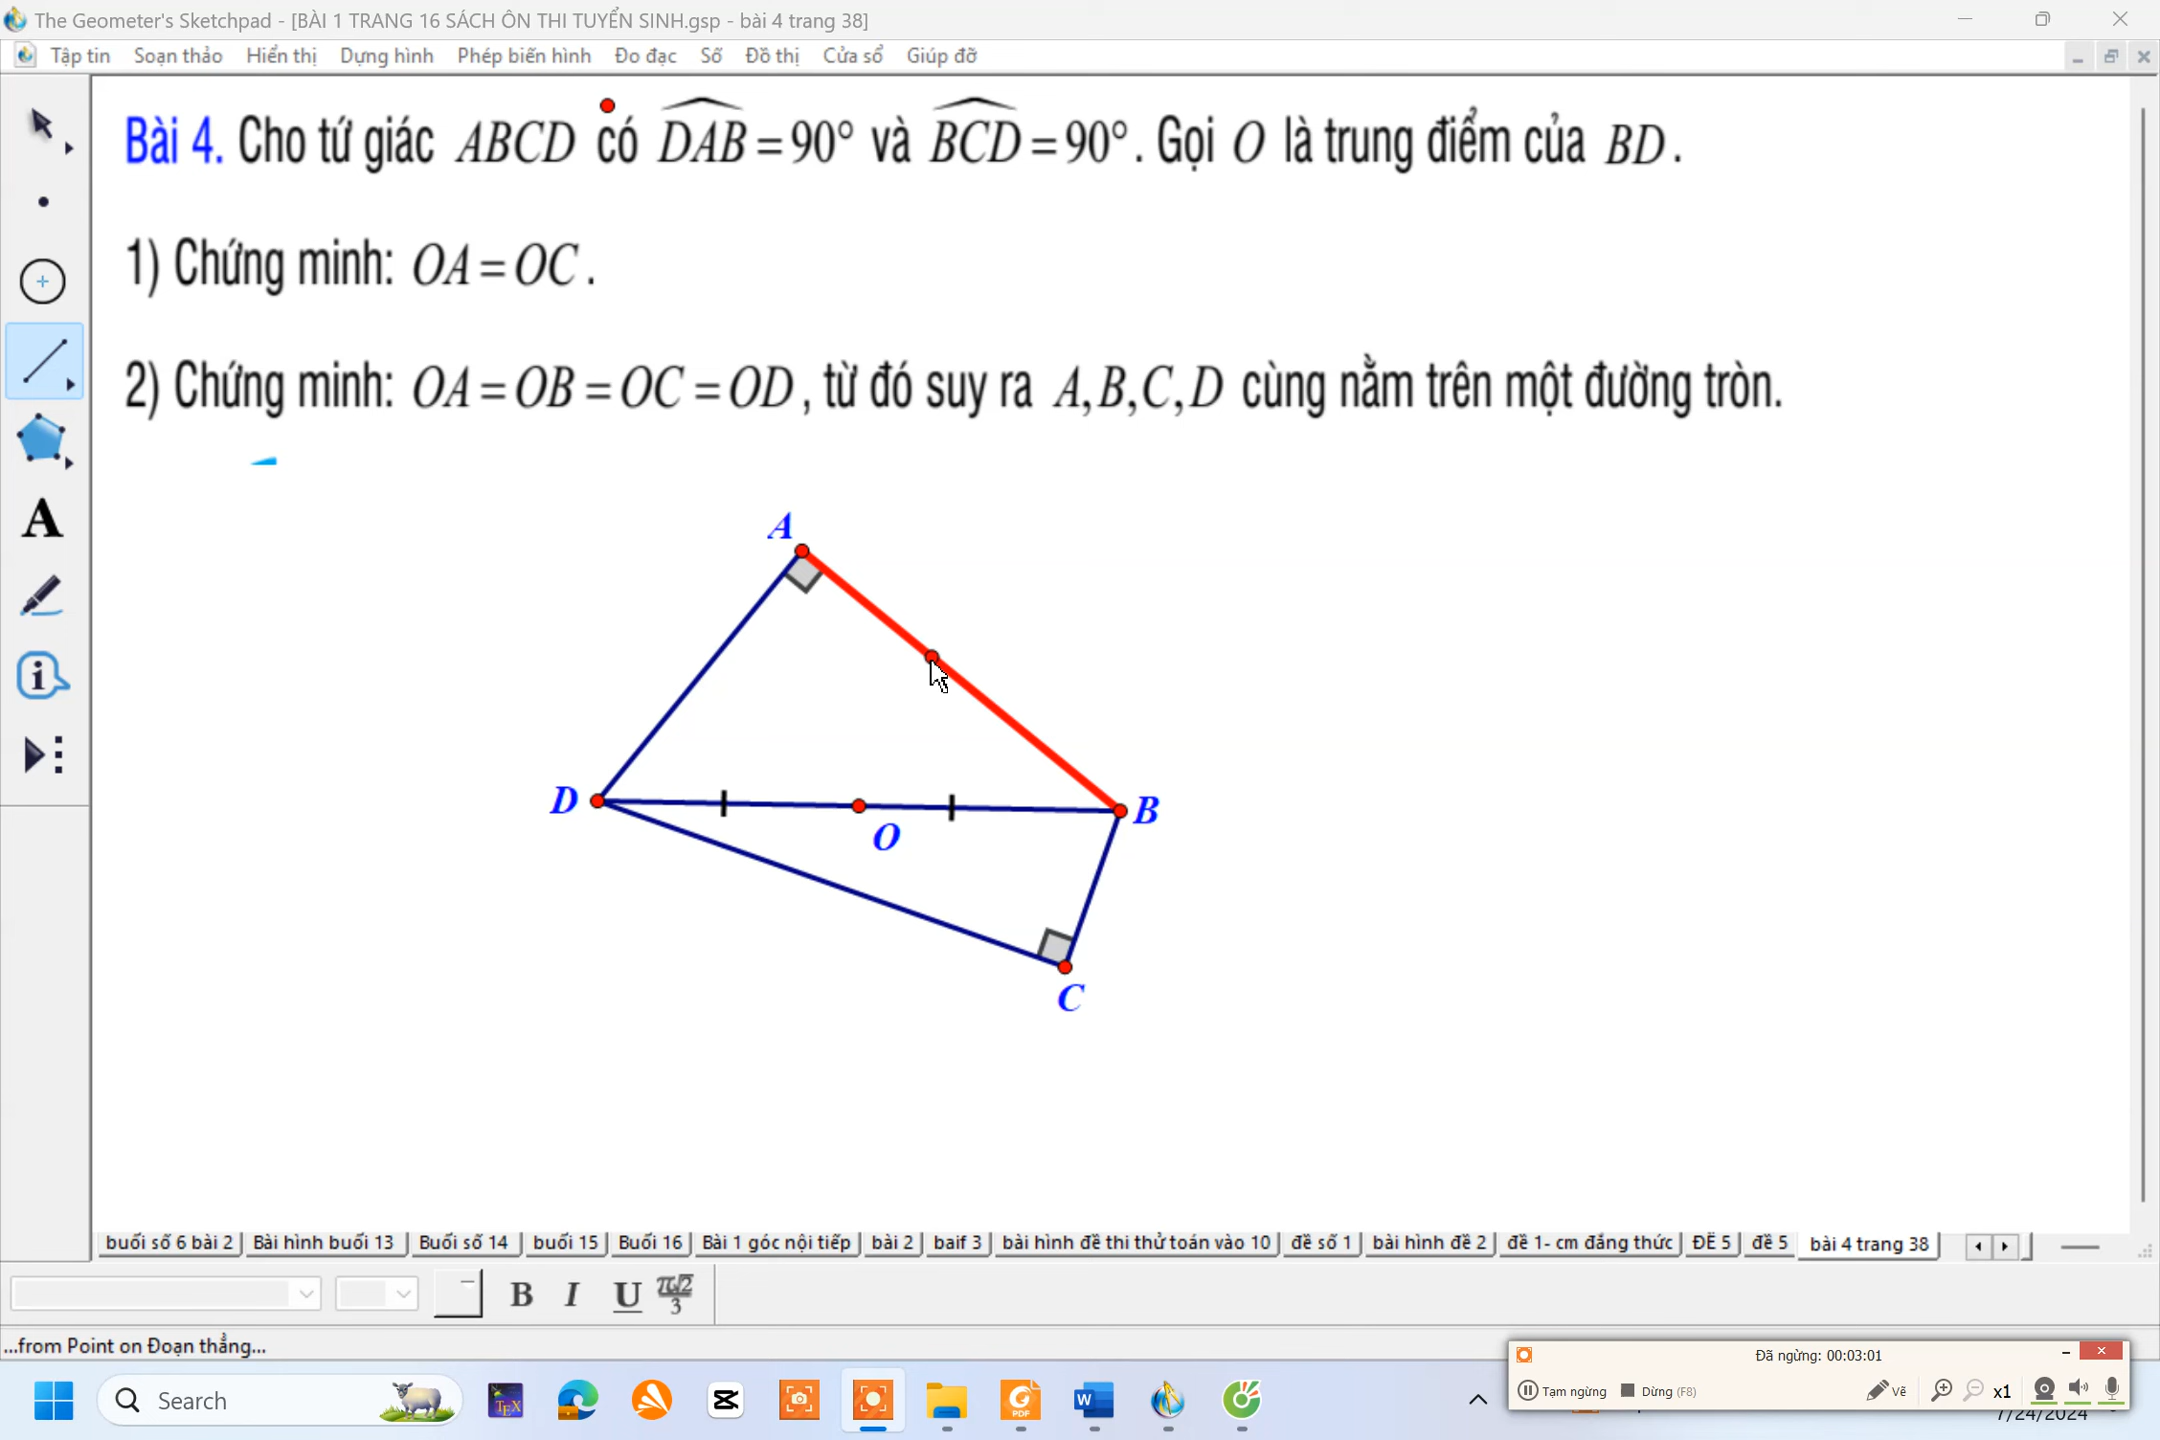 The Geometer's Sketchpad - [BÀI 1 TRANG 16 SÁCH ÔN THI TUYỂN SINH.gsp - bài 4 trang 38]
Tập tin Soạn thảo Hiển thị Dựng hình Phép biến hình Đo đạc Số Đồ thị Cửa sổ Giúp đỡ
Bài 4. Cho tứ giác ABCD có DAB = 90° và BCD = 90°. Gọi O là trung điểm của BD.
1) Chứng minh: OA = OC.
2) Chứng minh: OA = OB = OC = OD, từ đó suy ra A, B, C, D cùng nằm trên một đường tròn.
A
A
D
B
O
C
buổi số 6 bài 2 Bài hình buổi 13 Buổi số 14 buổi 15 Buổi 16 Bài 1 góc nội tiếp bài 2 baif 3 bài hình đề thi thử toán vào 10 đề số 1 bài hình đề 2 đề 1- cm đẳng thức ĐỀ 5 đề 5 bài 4 trang 38
B I U π√2/3
...from Point on Đoạn thẳng...
Đã ngừng: 00:03:01
Tạm ngừng Dừng (F8) Vẽ x1
Search TEX PDF W
7/24/2024